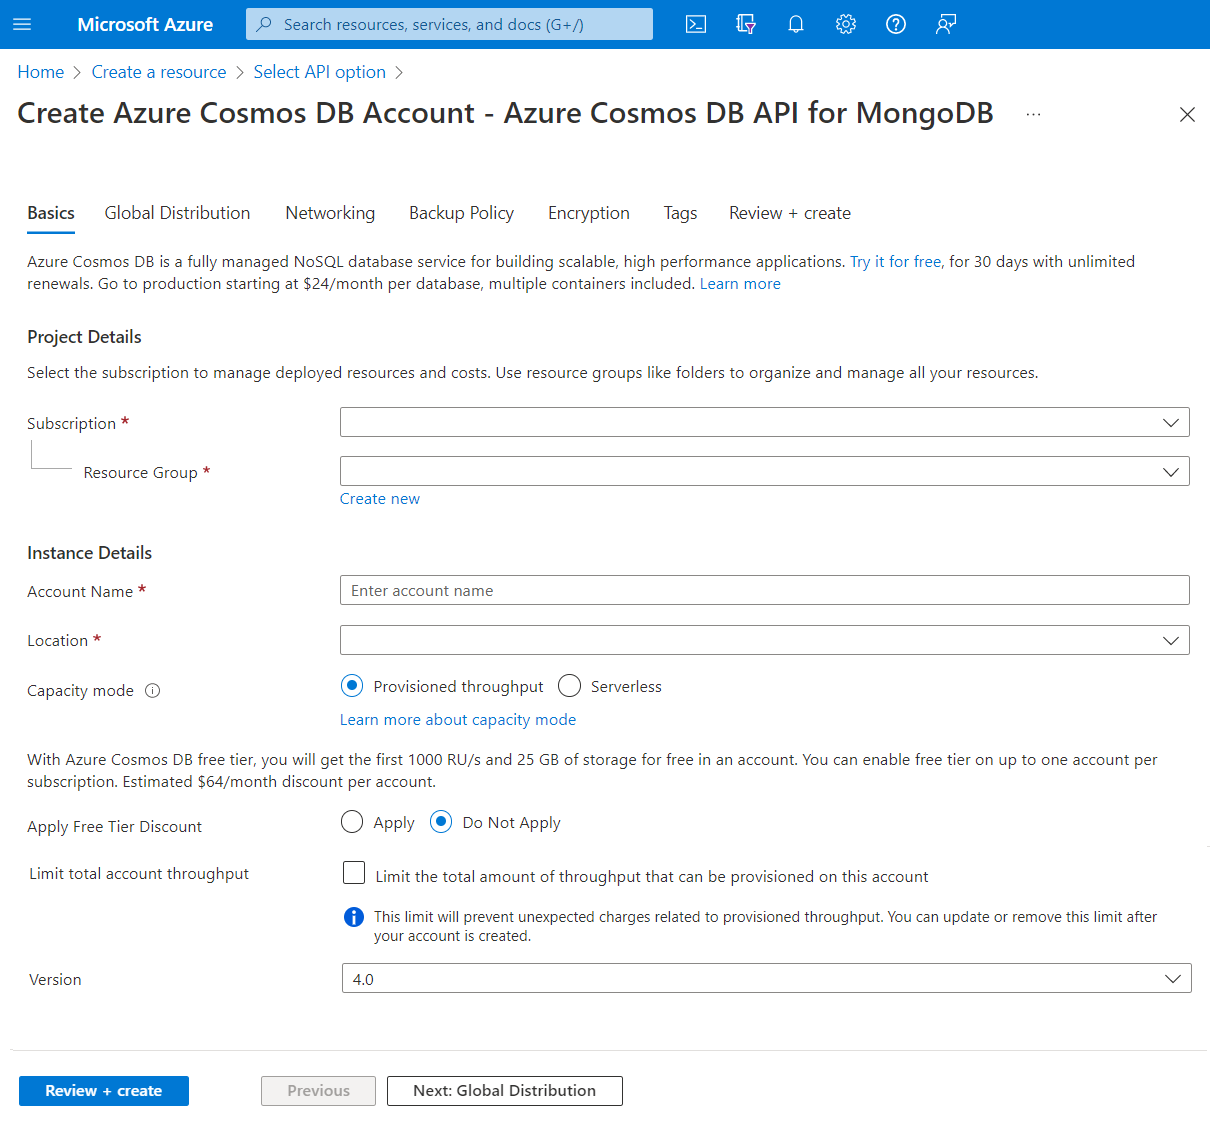 Microsoft Azure
Search resources, services, and docs (G+/)
Home > Create a resource > Select API option >
Create Azure Cosmos DB Account - Azure Cosmos DB API for MongoDB ...
Basics Global Distribution Networking Backup Policy Encryption Tags Review + create
Azure Cosmos DB is a fully managed NoSQL database service for building scalable, high performance applications. Try it for free, for 30 days with unlimited
renewals. Go to production starting at $24/month per database, multiple containers included. Learn more
Project Details
Select the subscription to manage deployed resources and costs. Use resource groups like folders to organize and manage all your resources.
Subscription *
Resource Group *
Create new
Instance Details
Account Name * Enter account name
Location *
Capacity mode Provisioned throughput Serverless
Learn more about capacity mode
With Azure Cosmos DB free tier, you will get the first 1000 RU/s and 25 GB of storage for free in an account. You can enable free tier on up to one account per
subscription. Estimated $64/month discount per account.
Apply Free Tier Discount Apply Do Not Apply
Limit total account throughput Limit the total amount of throughput that can be provisioned on this account
This limit will prevent unexpected charges related to provisioned throughput. You can update or remove this limit after
your account is created.
Version 4.0
Review + create Previous Next: Global Distribution